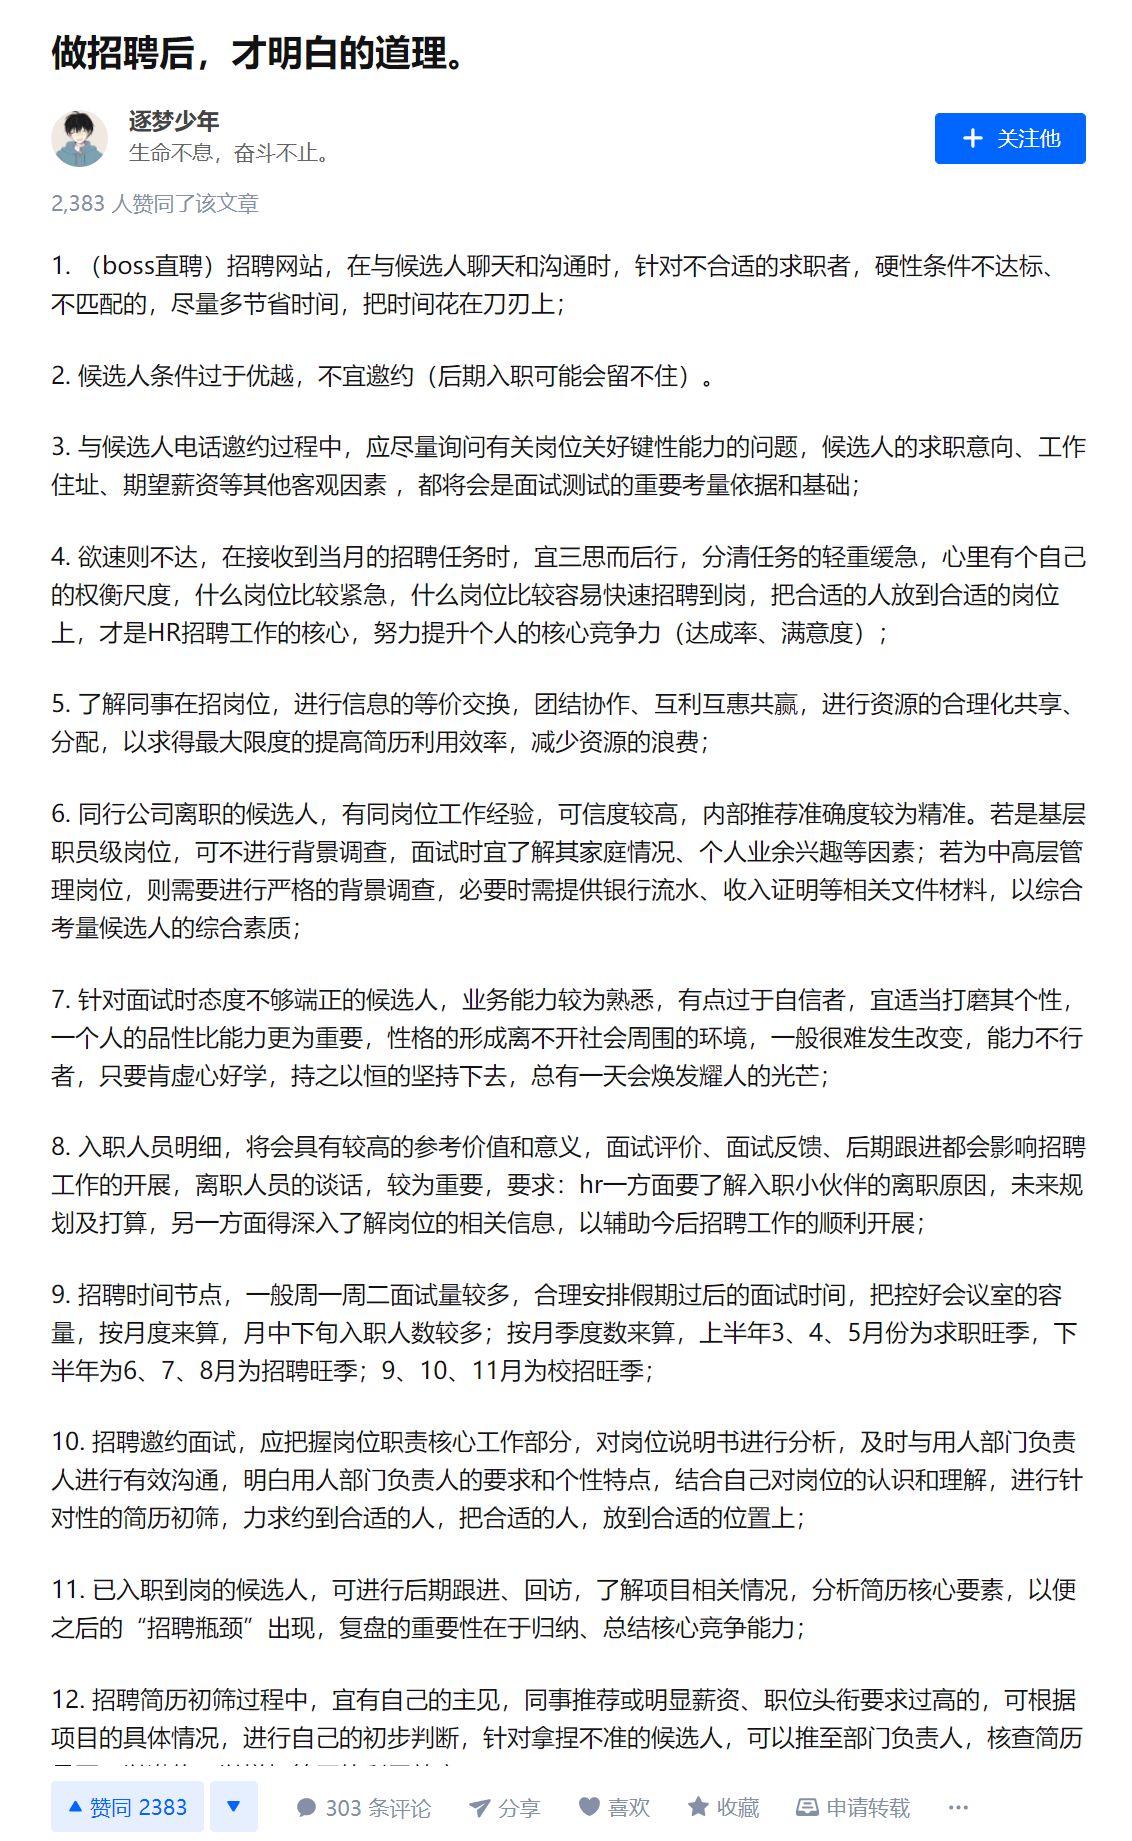 做招聘后，才明白的道理。
逐梦少年
生命不息，奋斗不止。
关注他
2,383 人赞同了该文章
1. （boss直聘）招聘网站，在与候选人聊天和沟通时，针对不合适的求职者，硬性条件不达标、
不匹配的，尽量多节省时间，把时间花在刀刃上；
2. 候选人条件过于优越，不宜邀约（后期入职可能会留不住）。
3. 与候选人电话邀约过程中，应尽量询问有关岗位关好键性能力的问题，候选人的求职意向、工作
住址、期望薪资等其他客观因素 ，都将会是面试测试的重要考量依据和基础；
4. 欲速则不达，在接收到当月的招聘任务时，宜三思而后行，分清任务的轻重缓急，心里有个自己
的权衡尺度，什么岗位比较紧急，什么岗位比较容易快速招聘到岗，把合适的人放到合适的岗位
上，才是HR招聘工作的核心，努力提升个人的核心竞争力（达成率、满意度）；
5. 了解同事在招岗位，进行信息的等价交换，团结协作、互利互惠共赢，进行资源的合理化共享、
分配，以求得最大限度的提高简历利用效率，减少资源的浪费；
6. 同行公司离职的候选人，有同岗位工作经验，可信度较高，内部推荐准确度较为精准。若是基层
职员级岗位，可不进行背景调查，面试时宜了解其家庭情况、个人业余兴趣等因素；若为中高层管
理岗位，则需要进行严格的背景调查，必要时需提供银行流水、收入证明等相关文件材料，以综合
考量候选人的综合素质；
7. 针对面试时态度不够端正的候选人，业务能力较为熟悉，有点过于自信者，宜适当打磨其个性，
一个人的品性比能力更为重要，性格的形成离不开社会周围的环境，一般很难发生改变，能力不行
者，只要肯虚心好学，持之以恒的坚持下去，总有一天会焕发耀人的光芒；
8. 入职人员明细，将会具有较高的参考价值和意义，面试评价、面试反馈、后期跟进都会影响招聘
工作的开展，离职人员的谈话，较为重要，要求：hr一方面要了解入职小伙伴的离职原因，未来规
划及打算，另一方面得深入了解岗位的相关信息，以辅助今后招聘工作的顺利开展；
9. 招聘时间节点，一般周一周二面试量较多，合理安排假期过后的面试时间，把控好会议室的容
量，按月度来算，月中下旬入职人数较多；按月季度数来算，上半年3、4、5月份为求职旺季，下
半年为6、7、8月为招聘旺季；9、10、11月为校招旺季；
10. 招聘邀约面试，应把握岗位职责核心工作部分，对岗位说明书进行分析，及时与用人部门负责
人进行有效沟通，明白用人部门负责人的要求和个性特点，结合自己对岗位的认识和理解，进行针
对性的简历初筛，力求约到合适的人，把合适的人，放到合适的位置上；
11. 已入职到岗的候选人，可进行后期跟进、回访，了解项目相关情况，分析简历核心要素，以便
之后的“招聘瓶颈”出现，复盘的重要性在于归纳、总结核心竞争能力；
12. 招聘简历初筛过程中，宜有自己的主见，同事推荐或明显薪资、职位头衔要求过高的，可根据
项目的具体情况，进行自己的初步判断，针对拿捏不准的候选人，可以推至部门负责人，核查简历
赞同 2383
303 条评论
分享
喜欢
收藏
申请转载